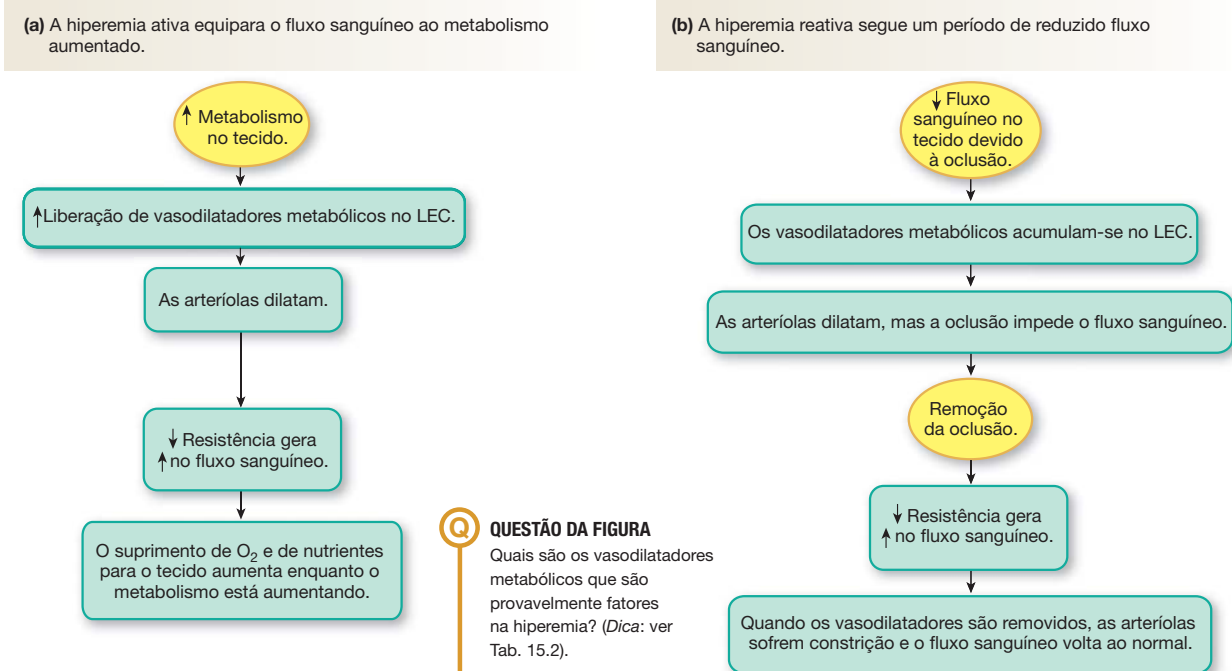 (a) A hiperemia ativa equipara o fluxo sanguíneo ao metabolismo
aumentado.
↑ Metabolismo
no tecido.
↑Liberação de vasodilatadores metabólicos no LEC.
As arteríolas dilatam.
↓ Resistência gera
↑ no fluxo sanguíneo.
O suprimento de O₂ e de nutrientes
para o tecido aumenta enquanto o
metabolismo está aumentando.
Q QUESTÃO DA FIGURA
Quais são os vasodilatadores
metabólicos que são
provavelmente fatores
na hiperemia? (Dica: ver
Tab. 15.2).
(b) A hiperemia reativa segue um período de reduzido fluxo
sanguíneo.
↓ Fluxo
sanguíneo no
tecido devido
à oclusão.
Os vasodilatadores metabólicos acumulam-se no LEC.
As arteríolas dilatam, mas a oclusão impede o fluxo sanguíneo.
Remoção
da oclusão.
↓ Resistência gera
↑ no fluxo sanguíneo.
Quando os vasodilatadores são removidos, as arteríolas
sofrem constrição e o fluxo sanguíneo volta ao normal.